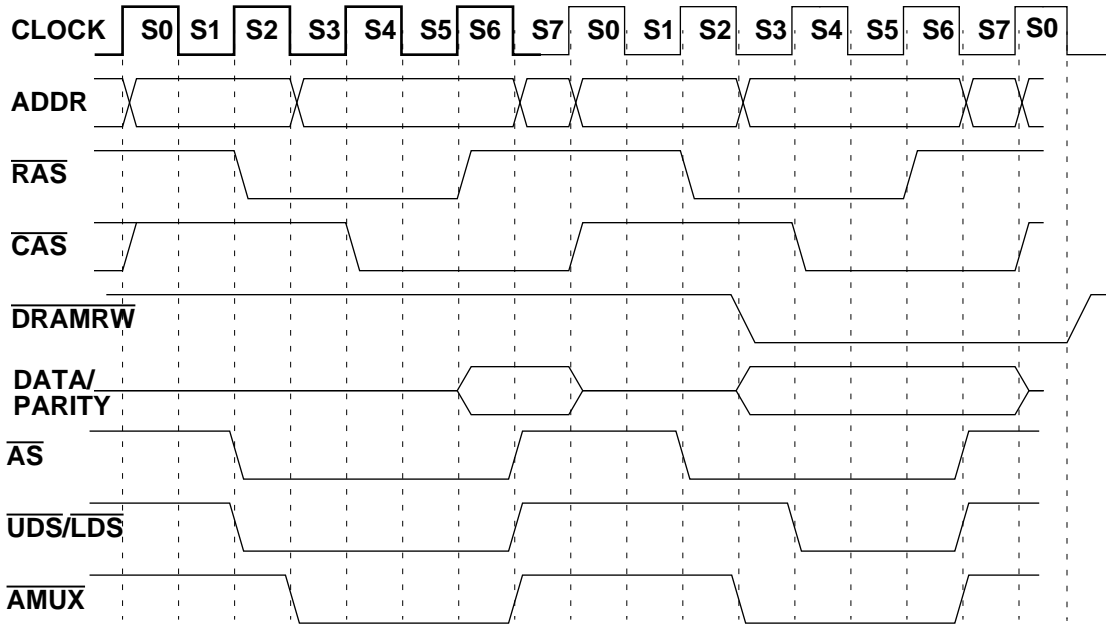 CLOCK S0 S1 S2 S3 S4 S5 S6 S7 S0 S1 S2 S3 S4 S5 S6 S7 S0
ADDR
RAS
CAS
DRAMRW
DATA/
PARITY
AS
UDS/LDS
AMUX